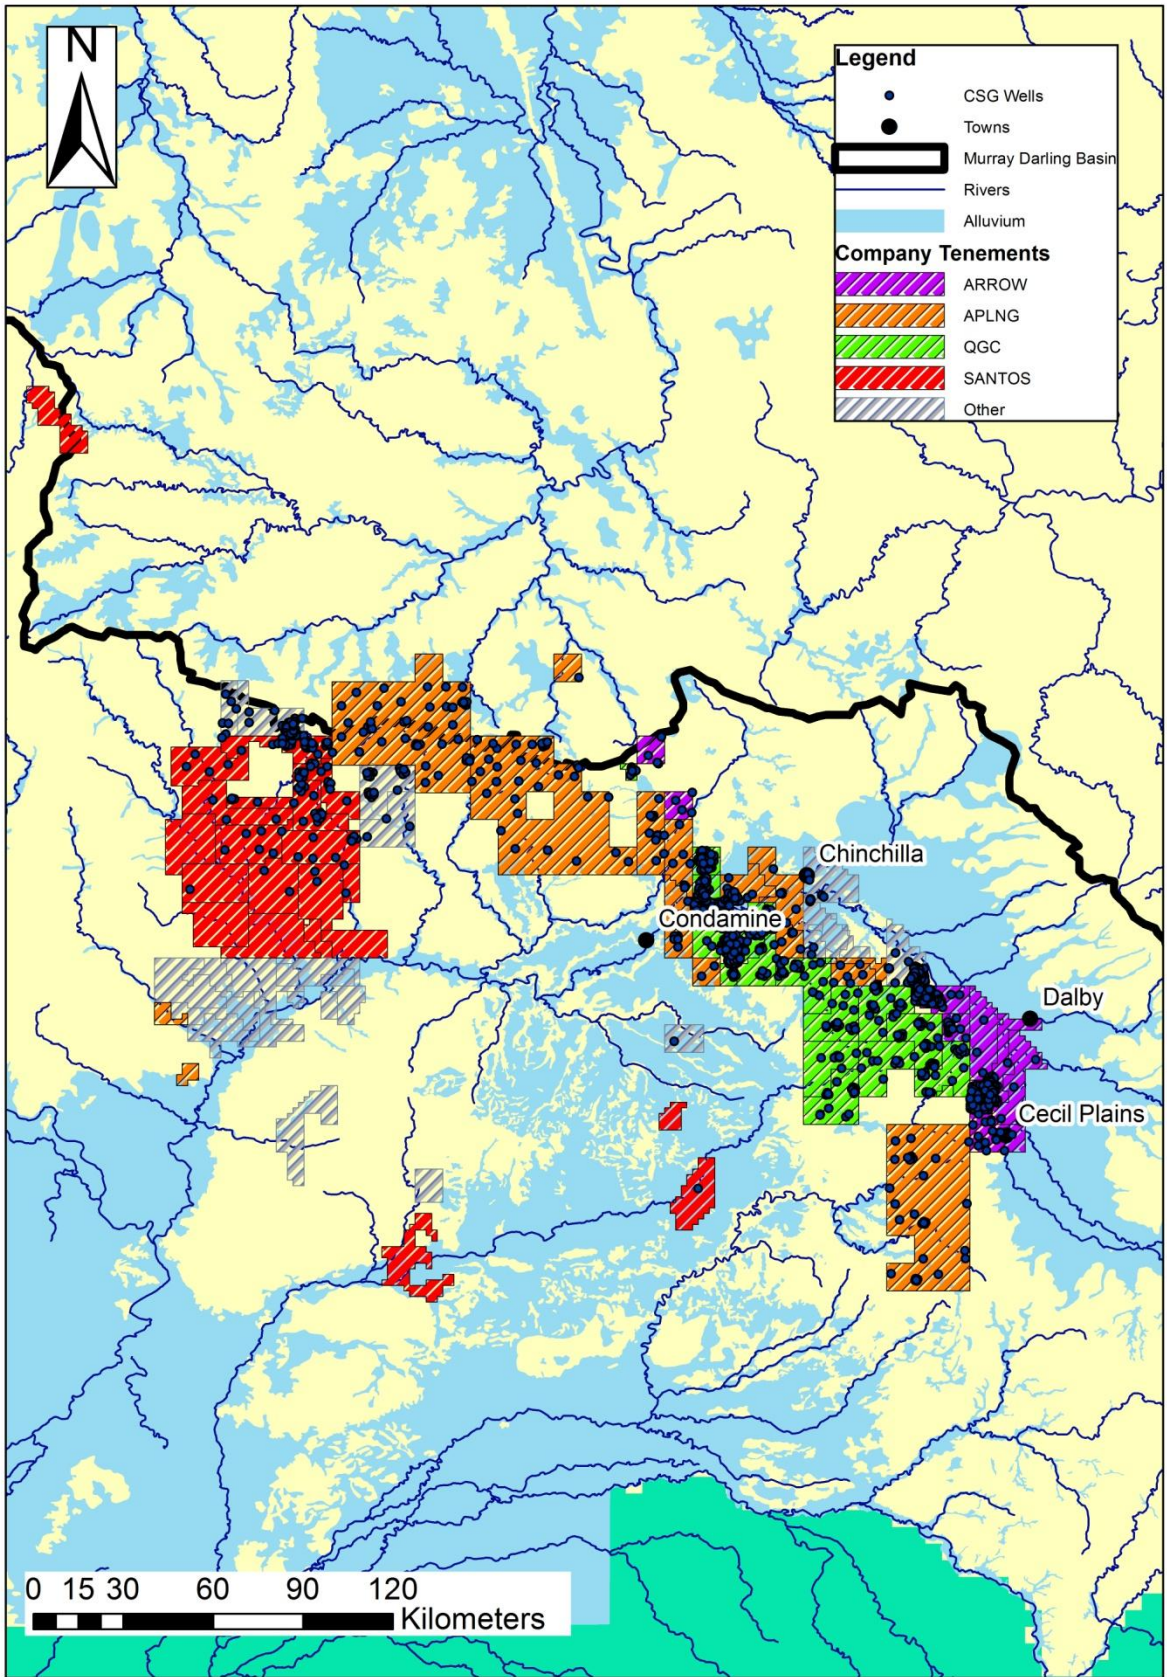 N
Legend
CSG Wells
Towns
Murray Darling Basin
Rivers
Alluvium
Company Tenements
ARROW
APLNG
QGC
SANTOS
Other
Chinchilla
Condamine
Dalby
Cecil Plains
0 15 30 60 90 120
Kilometers